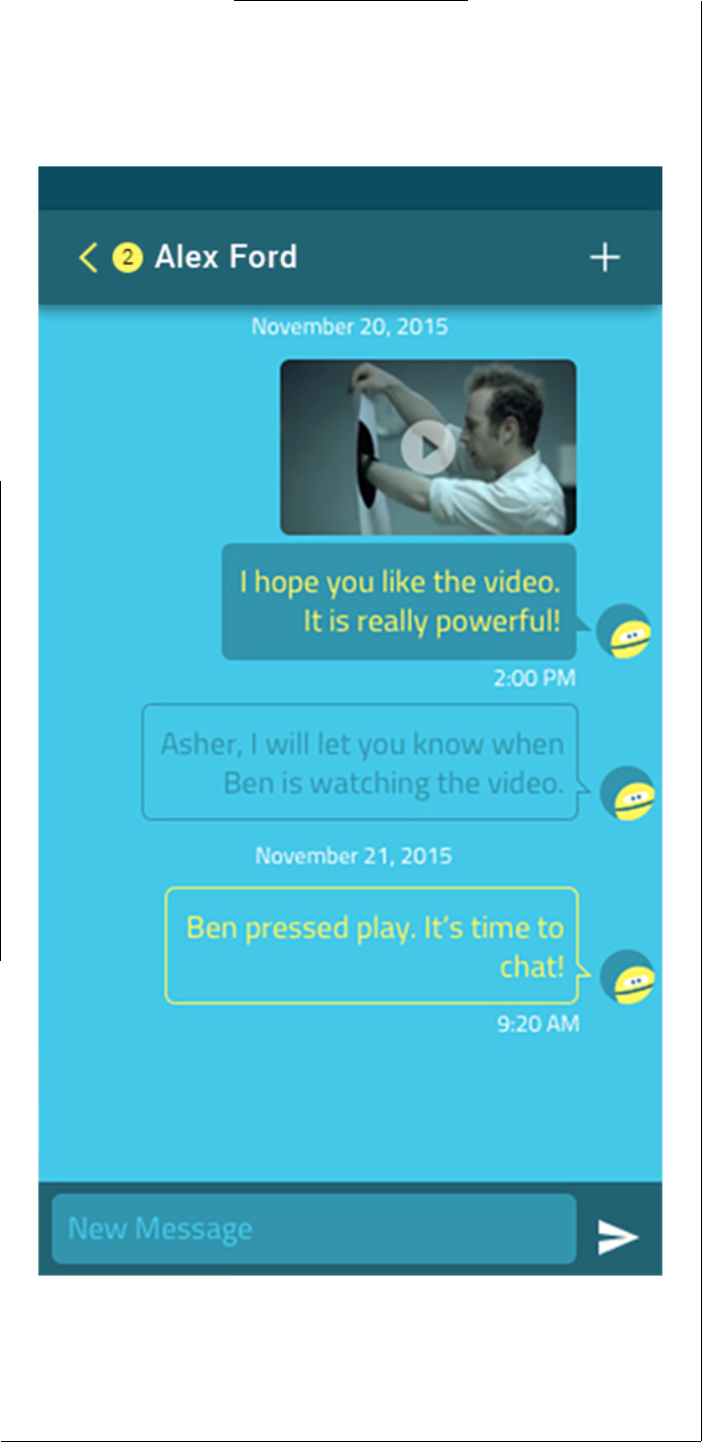 2 Alex Ford +
November 20, 2015
I hope you like the video.
It is really powerful!
2:00 PM
Asher, I will let you know when
Ben is watching the video.
November 21, 2015
Ben pressed play. It's time to
chat!
9:20 AM
New Message